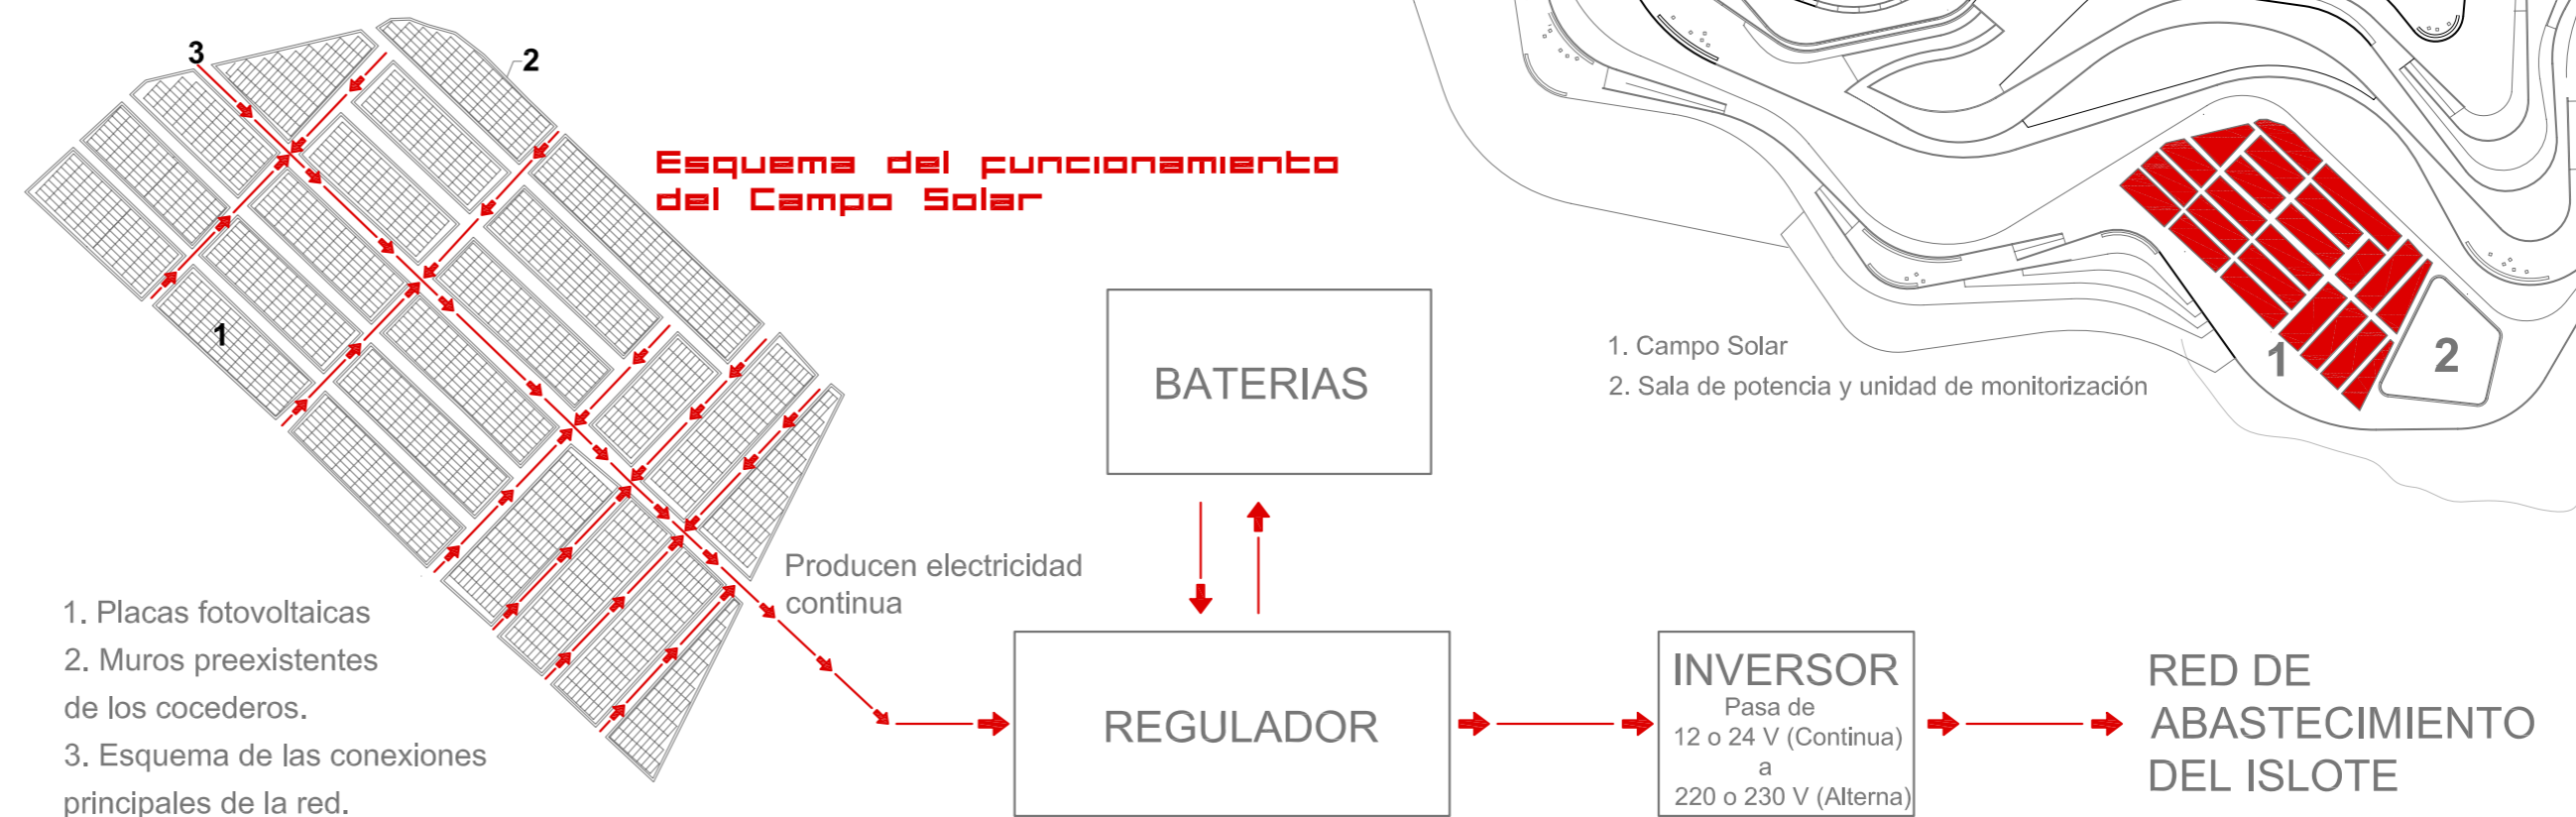 3
2
Esquema del funcionamiento
del Campo Solar
1
BATERIAS
1. Campo Solar
2. Sala de potencia y unidad de monitorización
1
2
Producen electricidad
continua
1. Placas fotovoltaicas
2. Muros preexistentes
de los cocederos.
3. Esquema de las conexiones
principales de la red.
REGULADOR
INVERSOR
Pasa de
12 o 24 V (Continua)
a
220 o 230 V (Alterna)
RED DE
ABASTECIMIENTO
DEL ISLOTE